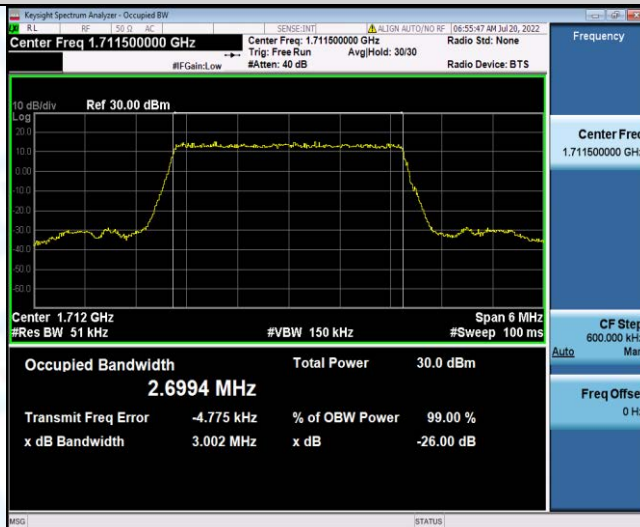 Keysight Spectrum Analyzer - Occupied BW
RL RF 50 Ω AC SENSE:INT ALIGN AUTO/NO RF 06:55:47 AM Jul 20, 2022
Center Freq 1.711500000 GHz Center Freq: 1.711500000 GHz Radio Std: None Frequency
Trig: Free Run Avg|Hold: 30/30
#IFGain:Low #Atten: 40 dB Radio Device: BTS
10 dB/div Ref 30.00 dBm
Log
20.0
10.0
0.00
-10.0
-20.0
-30.0
-40.0
-50.0
-60.0
Center Freq
1.711500000 GHz
Center 1.712 GHz Span 6 MHz
#Res BW 51 kHz #VBW 150 kHz #Sweep 100 ms
CF Step
600.000 kHz
Auto Man
Occupied Bandwidth Total Power 30.0 dBm
2.6994 MHz
Transmit Freq Error -4.775 kHz % of OBW Power 99.00 %
x dB Bandwidth 3.002 MHz x dB -26.00 dB
Freq Offset
0 Hz
MSG STATUS